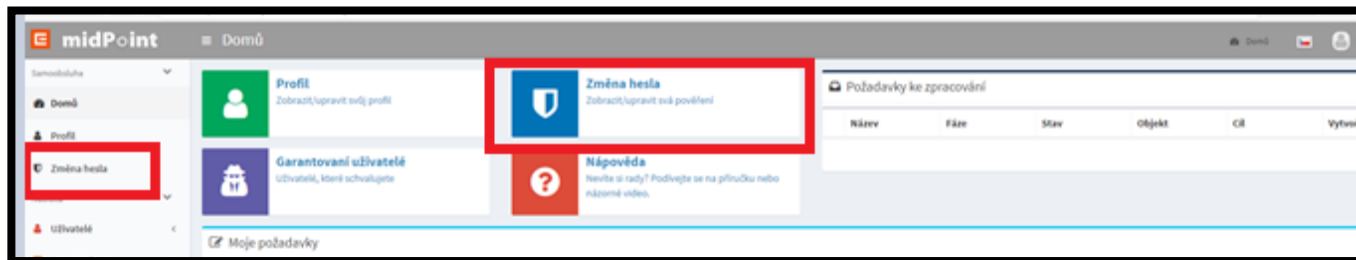 midPoint
Domů
Domů
Samoobsluha
Domů
Profil
Změna hesla
Uživatelé
Profil
Zobrazit/upravit svůj profil
Změna hesla
Zobrazit/upravit svá pověření
Garantovaní uživatelé
Uživatelé, které schvalujete
Nápověda
Nevíte si rady? Podívejte se na příručku nebo
názorné video.
Požadavky ke zpracování
Název Fáze Stav Objekt Cíl
Moje požadavky